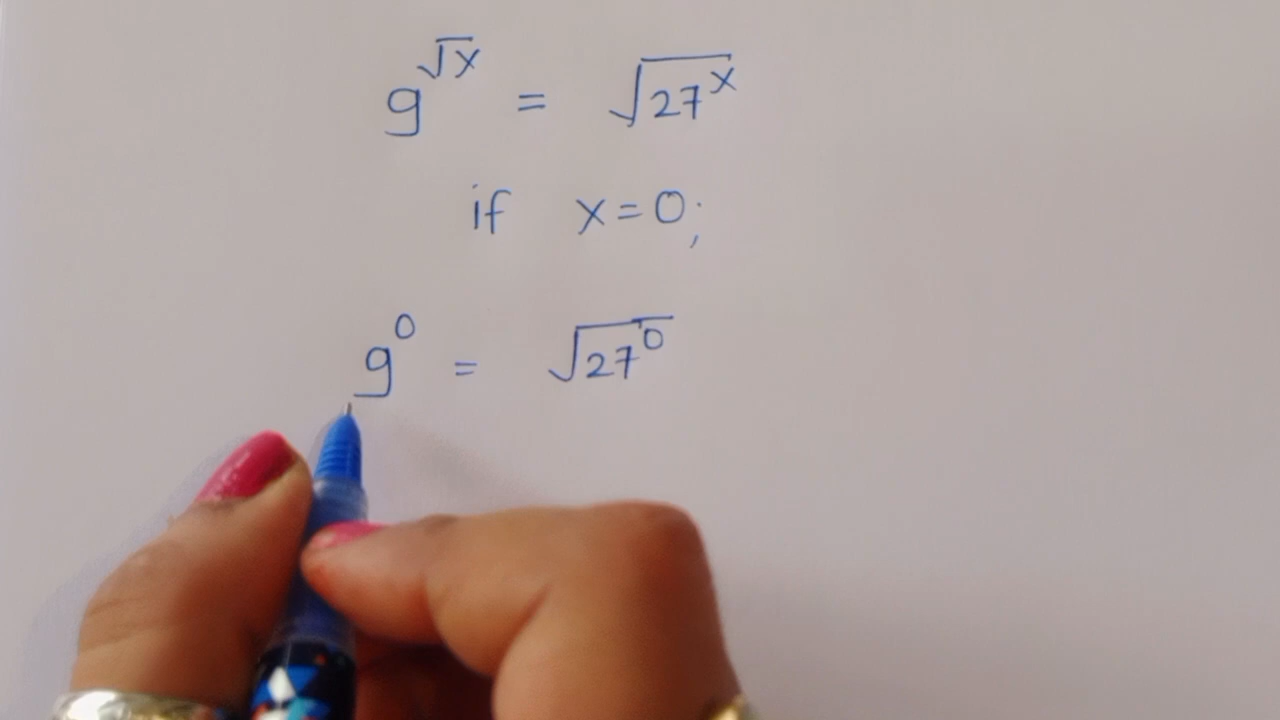 9^√x = √27^x
if x=0;
9^0 = √27^0